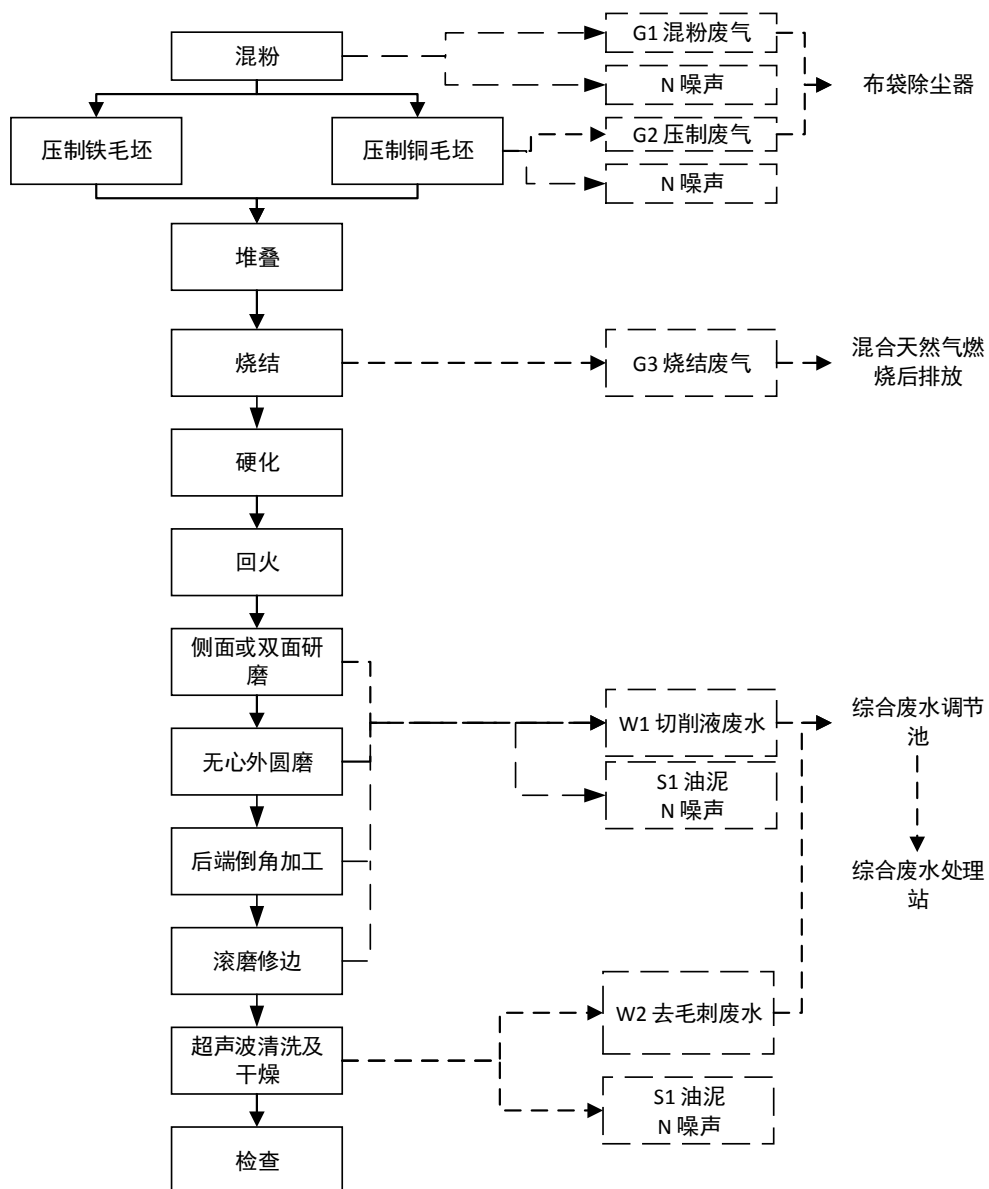 混粉
G1 混粉废气
N 噪声
布袋除尘器
压制铁毛坯
压制铜毛坯
G2 压制废气
N 噪声
堆叠
烧结
G3 烧结废气
混合天然气燃
烧后排放
硬化
回火
侧面或双面研
磨
无心外圆磨
W1 切削液废水
综合废水调节
池
S1 油泥
N 噪声
后端倒角加工
综合废水处理
站
滚磨修边
W2 去毛刺废水
超声波清洗及
干燥
S1 油泥
N 噪声
检查